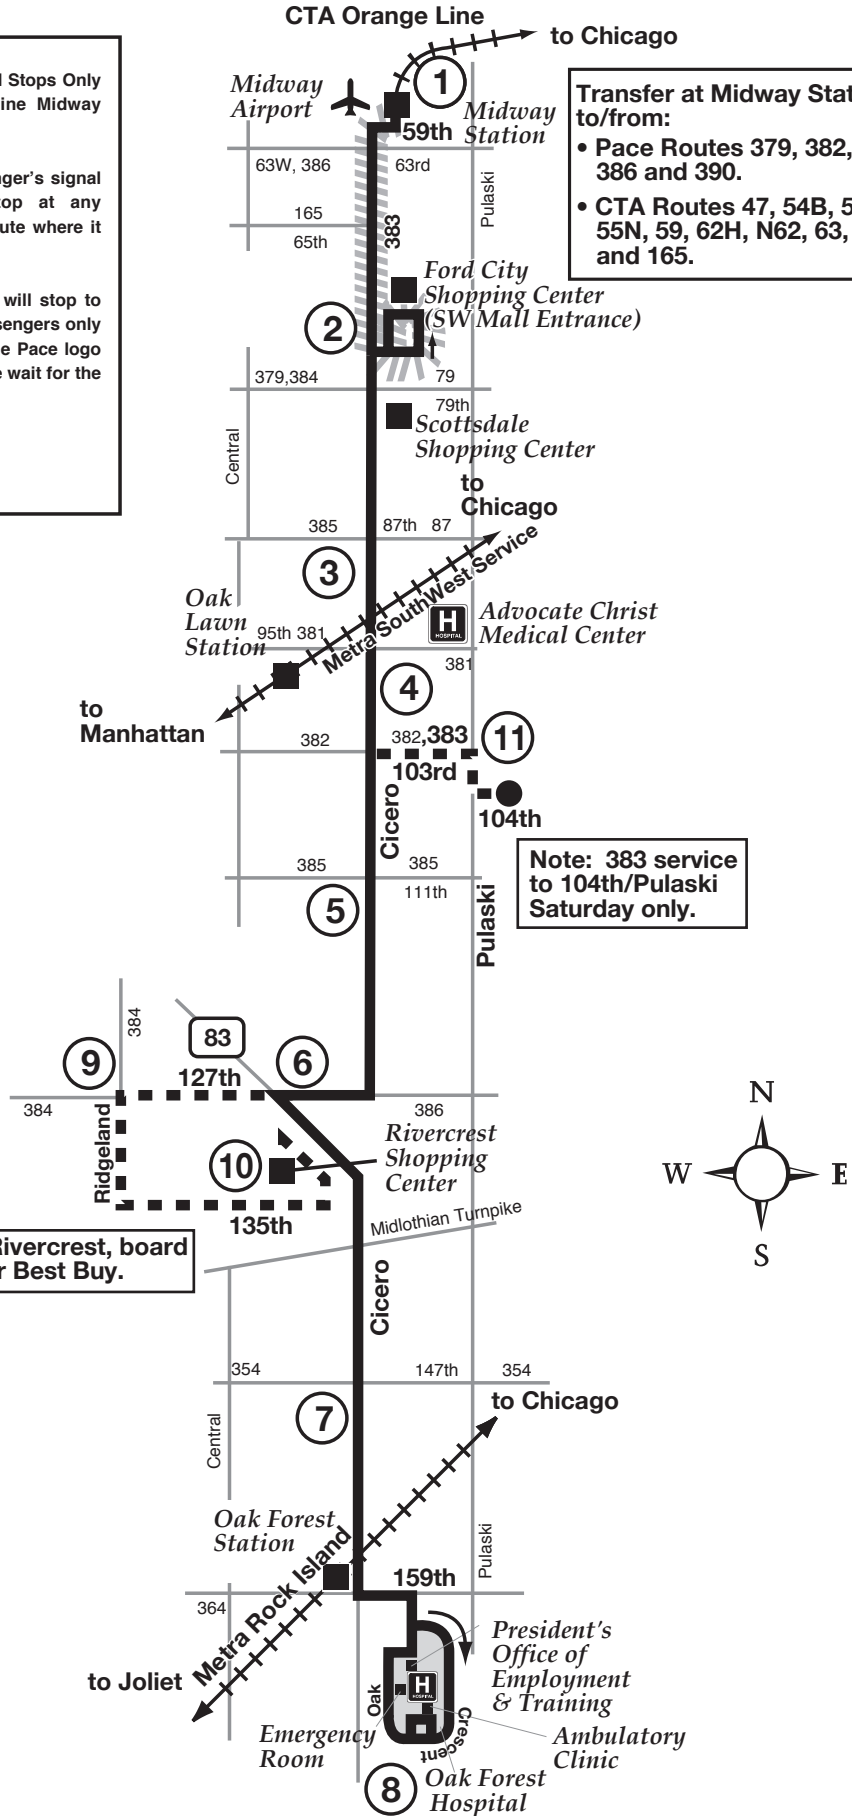 CTA Orange Line
to Chicago
1
Midway
Airport
Midway
Station
59th
Stops Only
Midway
signal
at any
where it
will stop to
only
Pace logo
wait for the
Transfer at Midway
to/from:
• Pace Routes 379, 382,
386 and 390.
• CTA Routes 47, 54B,
55N, 59, 62H, N62, 63,
and 165.
63W, 386
63rd
Pulaski
165
65th
383
Ford City
Shopping Center
(SW Mall Entrance)
2
379,384
79
79th
Scottsdale
Shopping Center
Central
to
Chicago
385
87th 87
3
Metra SouthWest Service
Oak
Lawn
Station
95th 381
H
HOSPITAL
Advocate Christ
Medical Center
381
4
to
Manhattan
382
382,383
11
103rd
104th
Cicero
Note: 383 service
to 104th/Pulaski
Saturday only.
385
385
111th
5
Pulaski
384
83
9
6
127th
384
386
Ridgeland
10
Rivercrest
Shopping
Center
135th
Midlothian Turnpike
Rivercrest, board
Best Buy.
N
W
E
S
Cicero
354
147th
354
to Chicago
7
Central
Oak Forest
Station
Metra Rock Island
Pulaski
159th
364
to Joliet
President's
Office of
Employment
& Training
H
HOSPITAL
Oak
Crescent
Emergency
Room
Ambulatory
Clinic
8
Oak Forest
Hospital